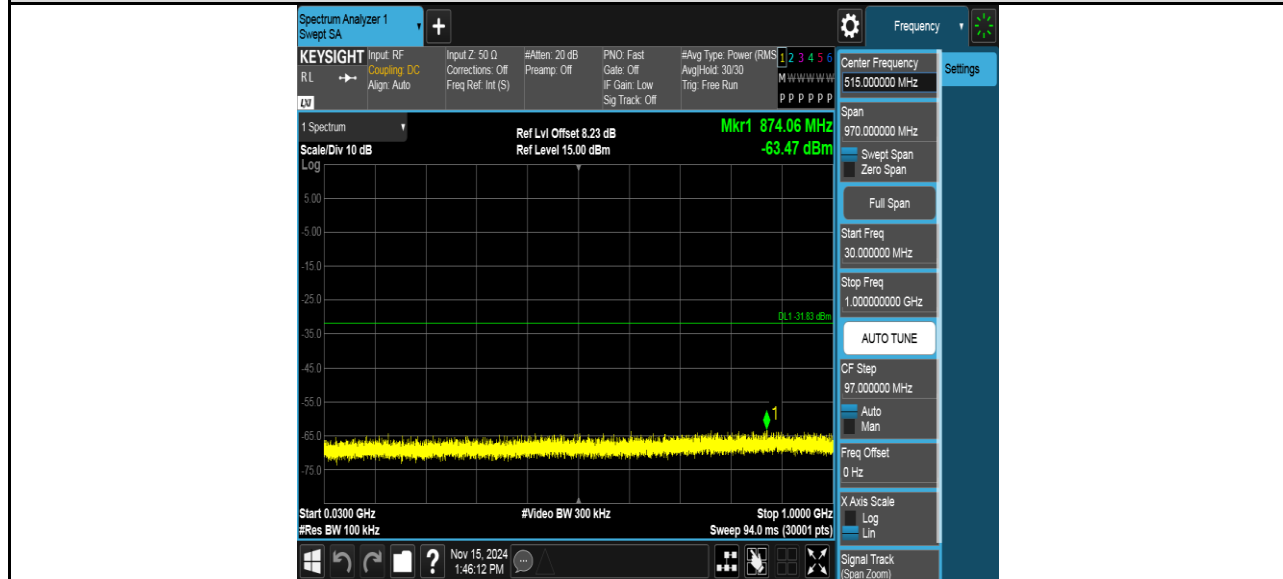 Spectrum Analyzer 1
Swept SA
+
Frequency
KEYSIGHT
RL
LXI
Input: RF
Coupling: DC
Align: Auto
Input Z: 50 Ω
Corrections: Off
Freq Ref: Int (S)
#Atten: 20 dB
Preamp: Off
PNO: Fast
Gate: Off
IF Gain: Low
Sig Track: Off
#Avg Type: Power (RMS
Avg|Hold: 30/30
Trig: Free Run
1 2 3 4 5 6
M W W W W W
P P P P P P
1 Spectrum
Scale/Div 10 dB
Ref Lvl Offset 8.23 dB
Ref Level 15.00 dBm
Mkr1 874.06 MHz
-63.47 dBm
Log
5.00
-5.00
-15.0
-25.0
DL1 -31.83 dBm
-35.0
-45.0
-55.0
1
-65.0
-75.0
Start 0.0300 GHz
#Video BW 300 kHz
Stop 1.0000 GHz
#Res BW 100 kHz
Sweep 94.0 ms (30001 pts)
?
Nov 15, 2024
1:46:12 PM
Center Frequency
515.000000 MHz
Settings
Span
970.000000 MHz
Swept Span
Zero Span
Full Span
Start Freq
30.000000 MHz
Stop Freq
1.000000000 GHz
AUTO TUNE
CF Step
97.000000 MHz
Auto
Man
Freq Offset
0 Hz
X Axis Scale
Log
Lin
Signal Track
(Span Zoom)